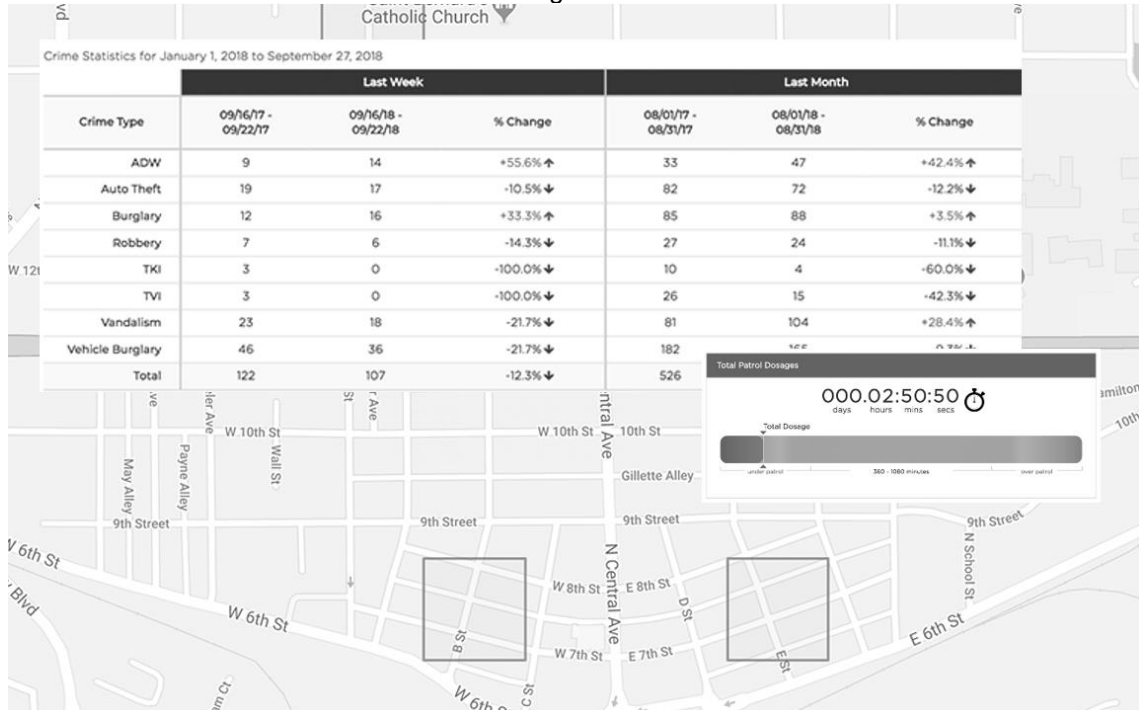 Catholic Church
Crime Statistics for January 1, 2018 to September 27, 2018
Last Week Last Month
Crime Type 09/16/17 - 09/22/17 09/16/18 - 09/22/18 % Change 08/01/17 - 08/31/17 08/01/18 - 08/31/18 % Change
ADW 9 14 +55.6%↑ 33 47 +42.4%↑
Auto Theft 19 17 -10.5%↓ 82 72 -12.2%↓
Burglary 12 16 +33.3%↑ 85 88 +3.5%↑
Robbery 7 6 -14.3%↓ 27 24 -11.1%↓
TKI 3 0 -100.0%↓ 10 4 -60.0%↓
TVI 3 0 -100.0%↓ 26 15 -42.3%↓
Vandalism 23 18 -21.7%↓ 81 104 +28.4%↑
Vehicle Burglary 46 36 -21.7%↓ 182
Total 122 107 -12.3%↓ 526
Total Patrol Dosages
000.02:50:50
days hours mins secs
Total Dosage
under patrol 360 - 1080 minutes over patrol
W 10th St W 10th St 10th St 10th
Wall St
May Alley
Payne Alley
Gillette Alley
9th Street 9th Street 9th Street 9th Street
N School St
W 6th St
Blvd
N Central Ave
W 8th St E 8th St
D St
W 6th St
B St
W 7th St E 7th St
E St
E 6th St
C St
W 6th